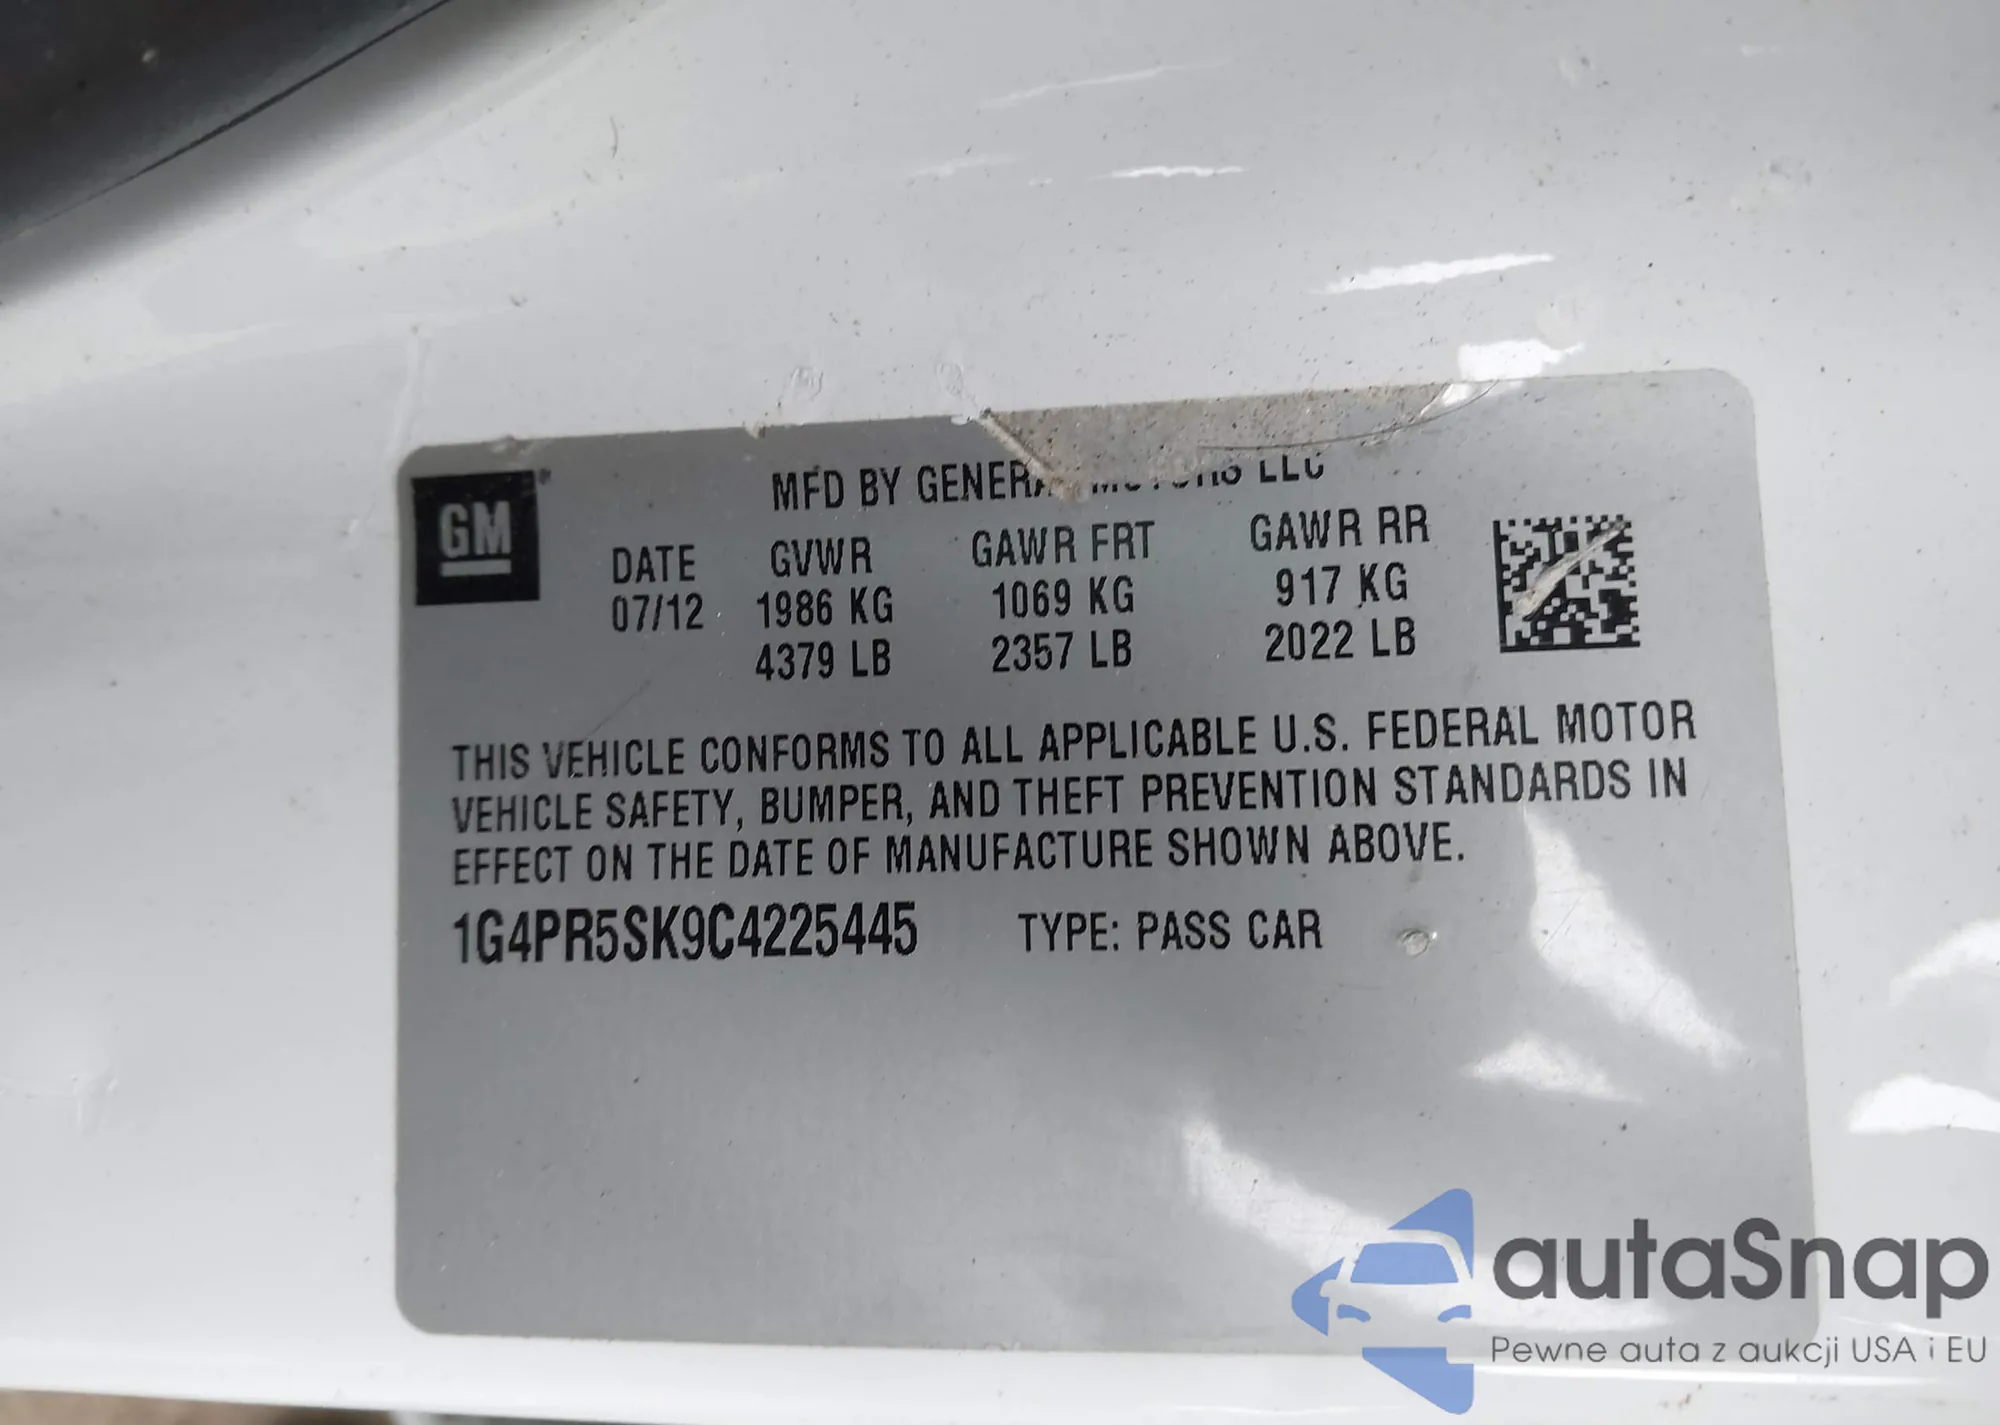 GM
MFD BY GENERAL MOTORS LLC
DATE GVWR GAWR FRT GAWR RR
07/12 1986 KG 1069 KG 917 KG
4379 LB 2357 LB 2022 LB
THIS VEHICLE CONFORMS TO ALL APPLICABLE U.S. FEDERAL MOTOR
VEHICLE SAFETY, BUMPER, AND THEFT PREVENTION STANDARDS IN
EFFECT ON THE DATE OF MANUFACTURE SHOWN ABOVE.
1G4PR5SK9C4225445 TYPE: PASS CAR
autaSnap
Pewne auta z aukcji USA i EU